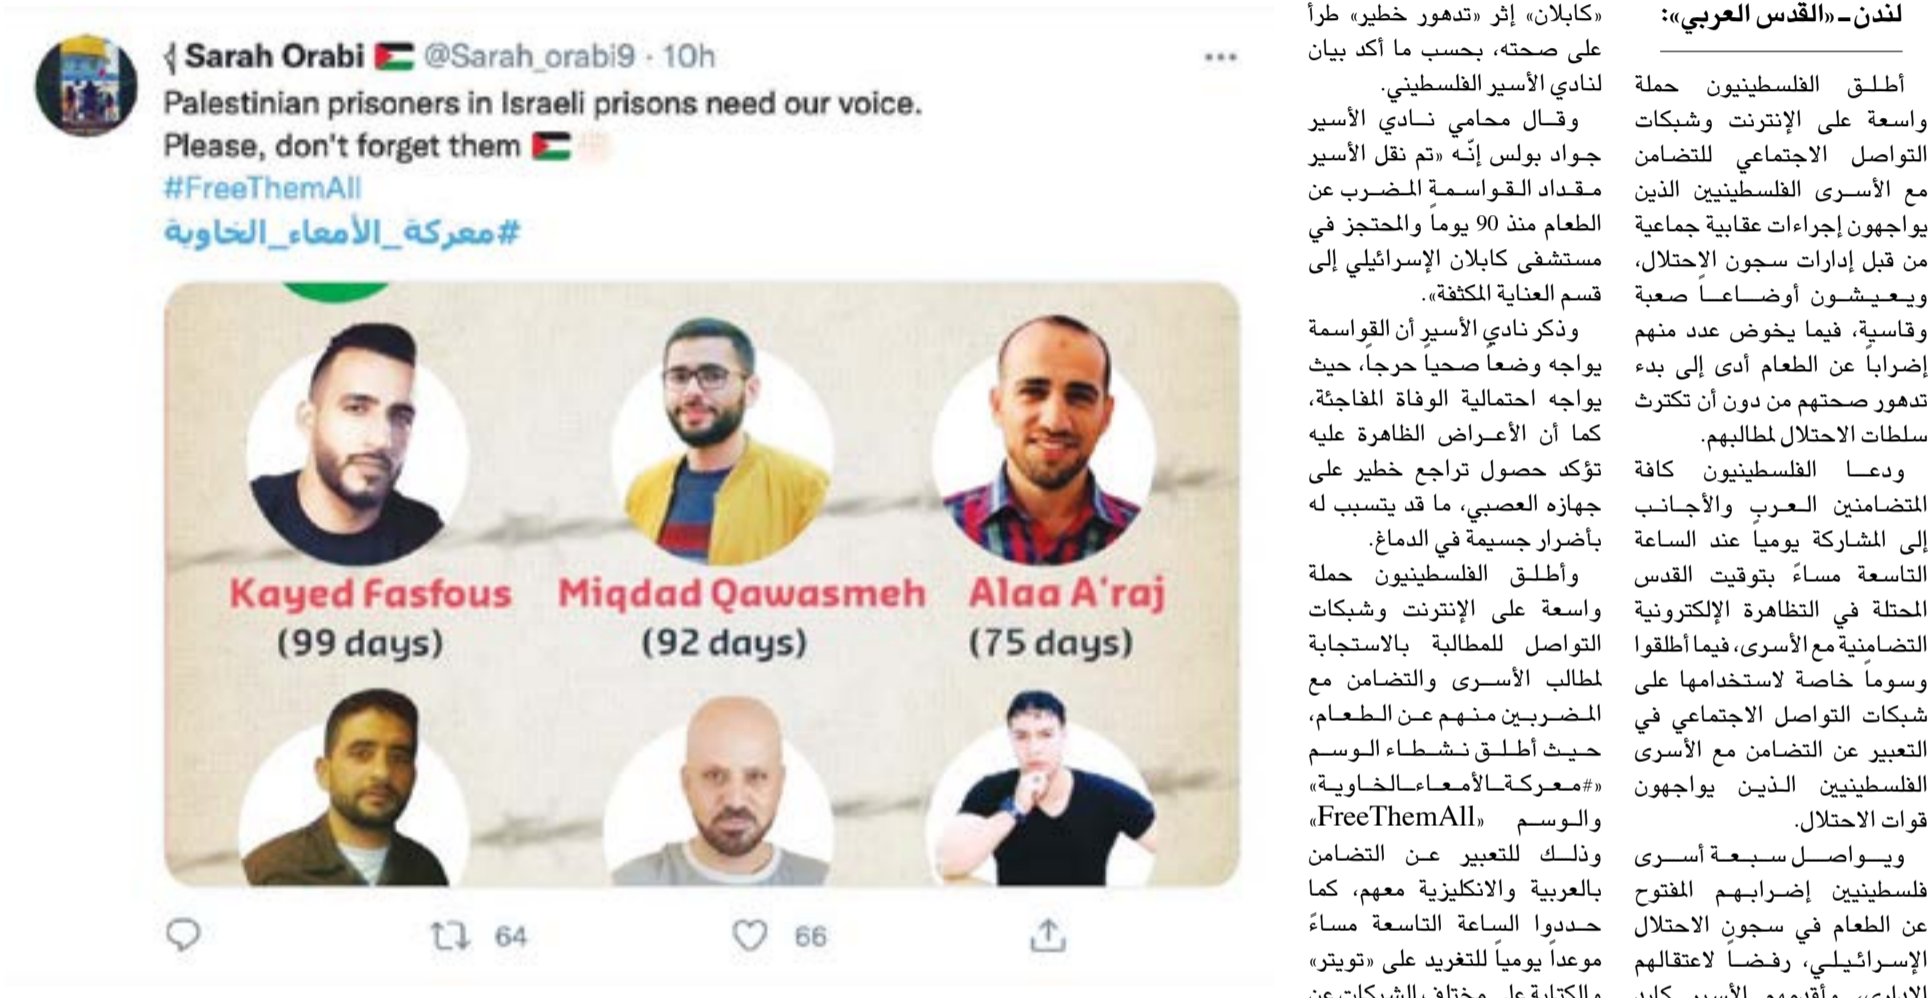 Sarah Orabi @Sarah_orabi9 · 10h
Palestinian prisoners in Israeli prisons need our voice.
Please, don't forget them
#FreeThemAll
#معركة_الأمعاء_الخاوية
Kayed Fasfous
(99 days)
Miqdad Qawasmeh
(92 days)
Alaa A'raj
(75 days)
64
66
لندن ـ «القدس العربي»:
أطلق الفلسطينيون حملة
واسعة على الإنترنت وشبكات
التواصل الاجتماعي للتضامن
مع الأسرى الفلسطينيين الذين
يواجهون إجراءات عقابية جماعية
من قبل إدارات سجون الاحتلال،
ويعيشون أوضاعاً صعبة
وقاسية، فيما يخوض عدد منهم
إضراباً عن الطعام أدى إلى بدء
تدهور صحتهم من دون أن تكترث
سلطات الاحتلال لمطالبهم.
ودعا الفلسطينيون كافة
المتضامنين العرب والأجانب
إلى المشاركة يومياً عند الساعة
التاسعة مساءً بتوقيت القدس
المحتلة في التظاهرة الإلكترونية
التضامنية مع الأسرى، فيما أطلقوا
وسوماً خاصة لاستخدامها على
شبكات التواصل الاجتماعي في
التعبير عن التضامن مع الأسرى
الفلسطينيين الذين يواجهون
قوات الاحتلال.
ويواصل سبعة أسرى
فلسطينيين إضرابهم المفتوح
عن الطعام في سجون الاحتلال
الإسرائيلي، رفضاً لاعتقالهم
الإداري، وأقدمهم الأسير كايد
«كابلان» إثر «تدهور خطير» طرأ
على صحته، بحسب ما أكد بيان
لنادي الأسير الفلسطيني.
وقال محامي نادي الأسير
جواد بولس إنّه «تم نقل الأسير
مقداد القواسمة المضرب عن
الطعام منذ 90 يوماً والمحتجز في
مستشفى كابلان الإسرائيلي إلى
قسم العناية المكثفة».
وذكر نادي الأسير أن القواسمة
يواجه وضعاً صحياً حرجاً، حيث
يواجه احتمالية الوفاة المفاجئة،
كما أن الأعراض الظاهرة عليه
تؤكد حصول تراجع خطير على
جهازه العصبي، ما قد يتسبب له
بأضرار جسيمة في الدماغ.
وأطلق الفلسطينيون حملة
واسعة على الإنترنت وشبكات
التواصل للمطالبة بالاستجابة
لمطالب الأسرى والتضامن مع
المضربين منهم عن الطعام،
حيث أطلق نشطاء الوسم
«#معركة_الأمعاء_الخاوية»
والوسم «FreeThemAll»
وذلك للتعبير عن التضامن
بالعربية والانكليزية معهم، كما
حددوا الساعة التاسعة مساءً
موعداً يومياً للتغريد على «تويتر»
والكتابة على مختلف الشبكات عن